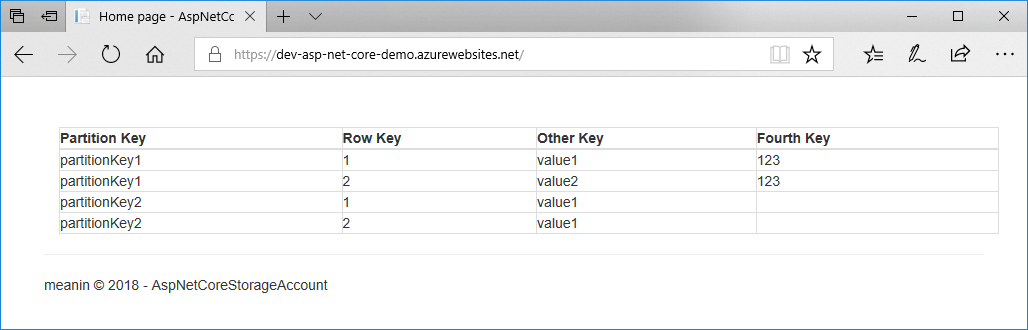 Home page - AspNetCc
https://dev-asp-net-core-demo.azurewebsites.net/
Partition Key Row Key Other Key Fourth Key
partitionKey1 1 value1 123
partitionKey1 2 value2 123
partitionKey2 1 value1
partitionKey2 2 value1
meanin © 2018 - AspNetCoreStorageAccount